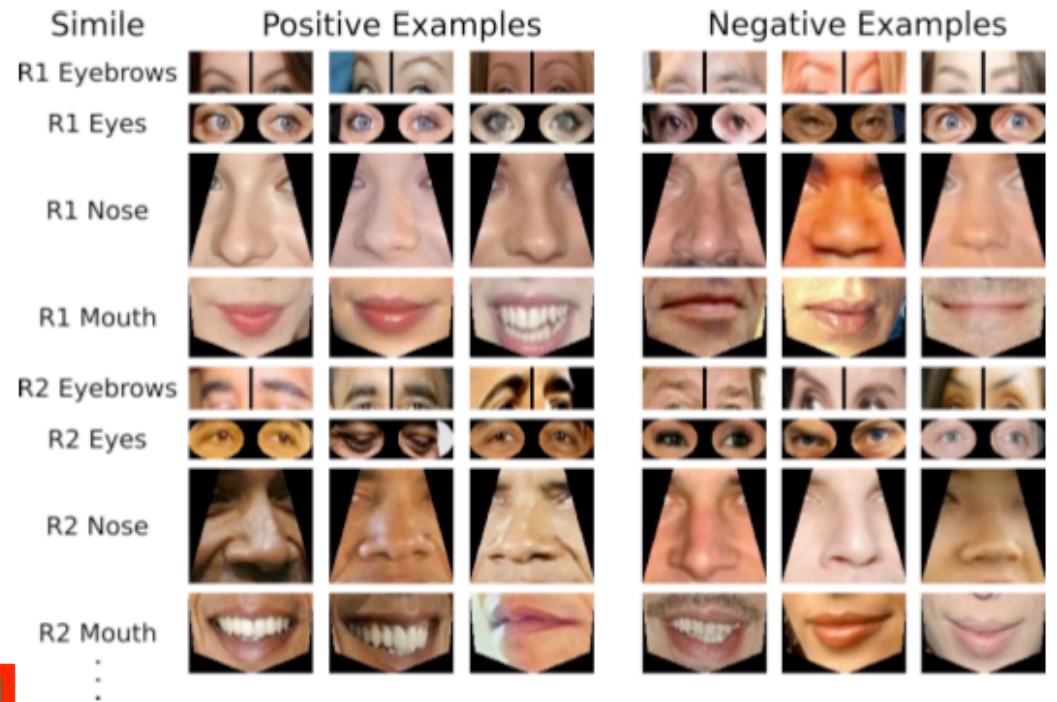 Simile Positive Examples Negative Examples
R1 Eyebrows
R1 Eyes
R1 Nose
R1 Mouth
R2 Eyebrows
R2 Eyes
R2 Nose
R2 Mouth